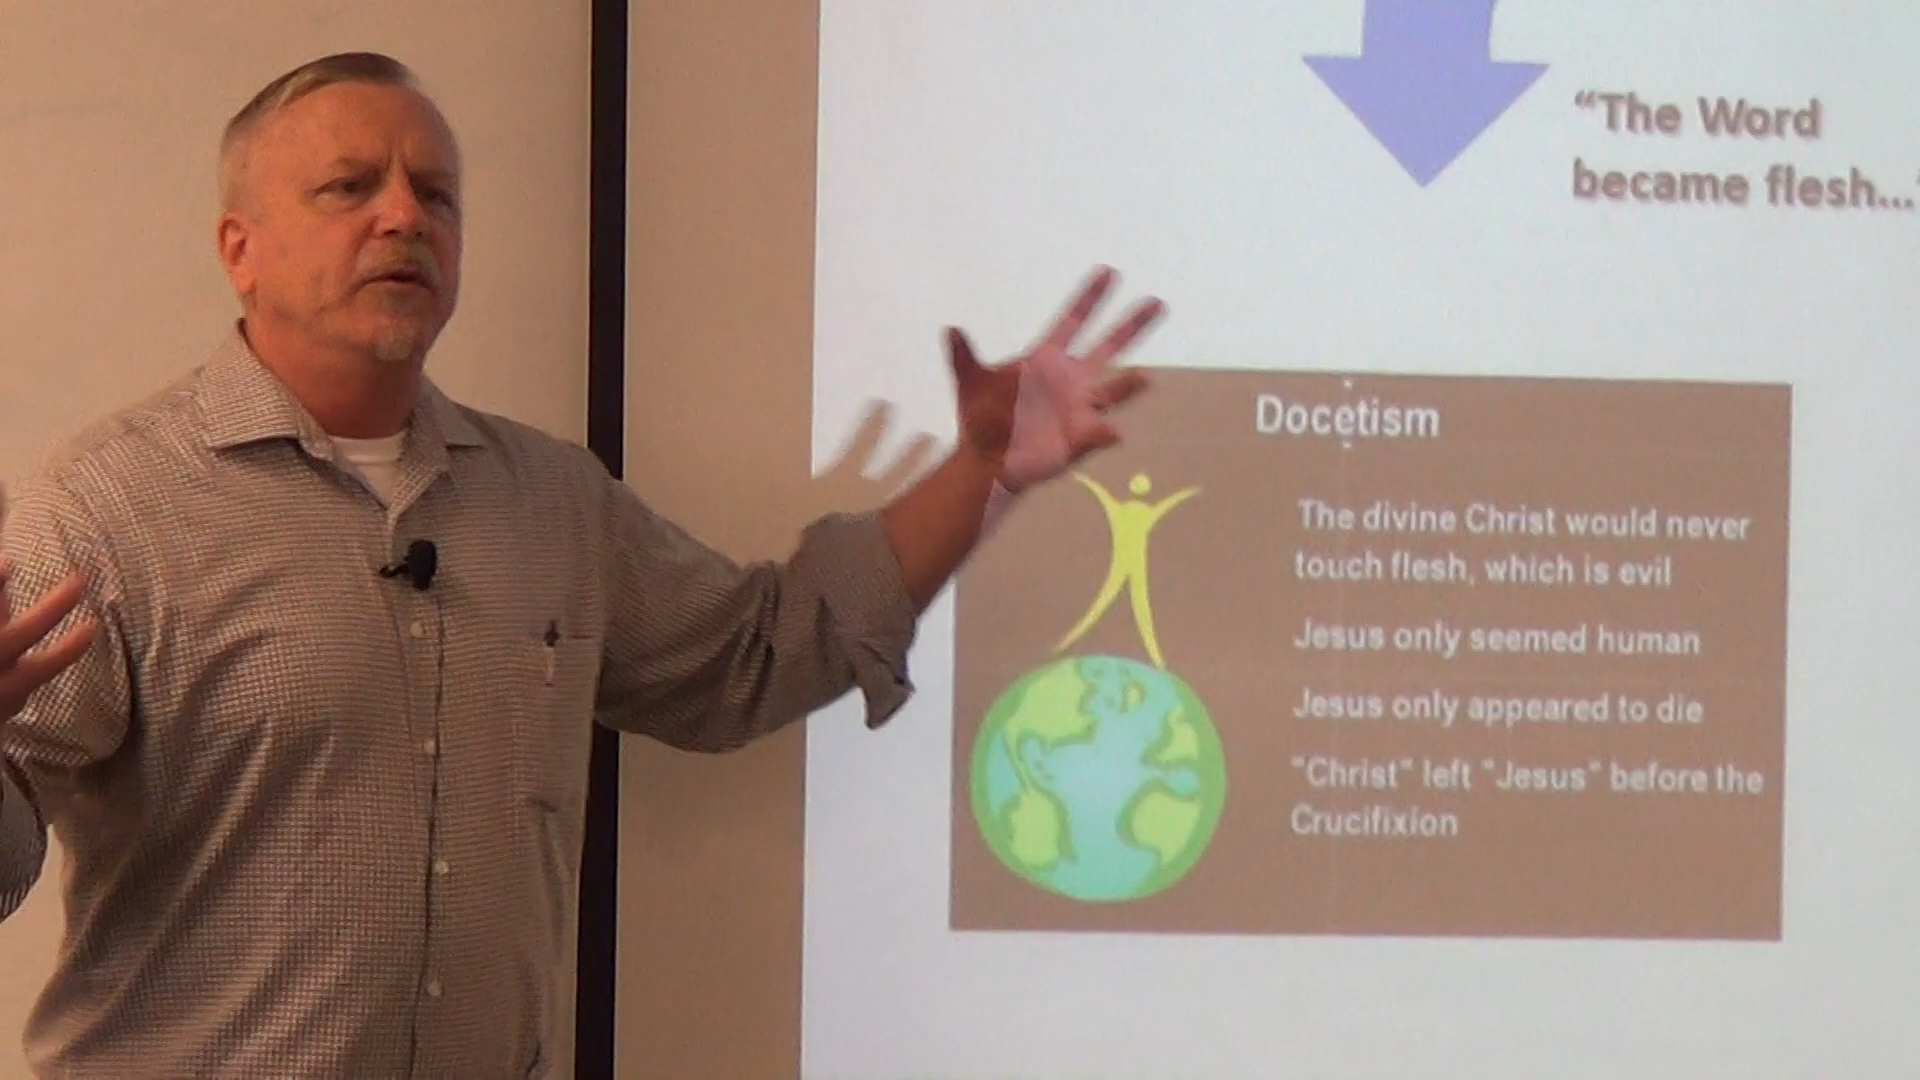 “The Word
became flesh...”
Docetism
The divine Christ would never
touch flesh, which is evil
Jesus only seemed human
Jesus only appeared to die
"Christ" left "Jesus" before the
Crucifixion